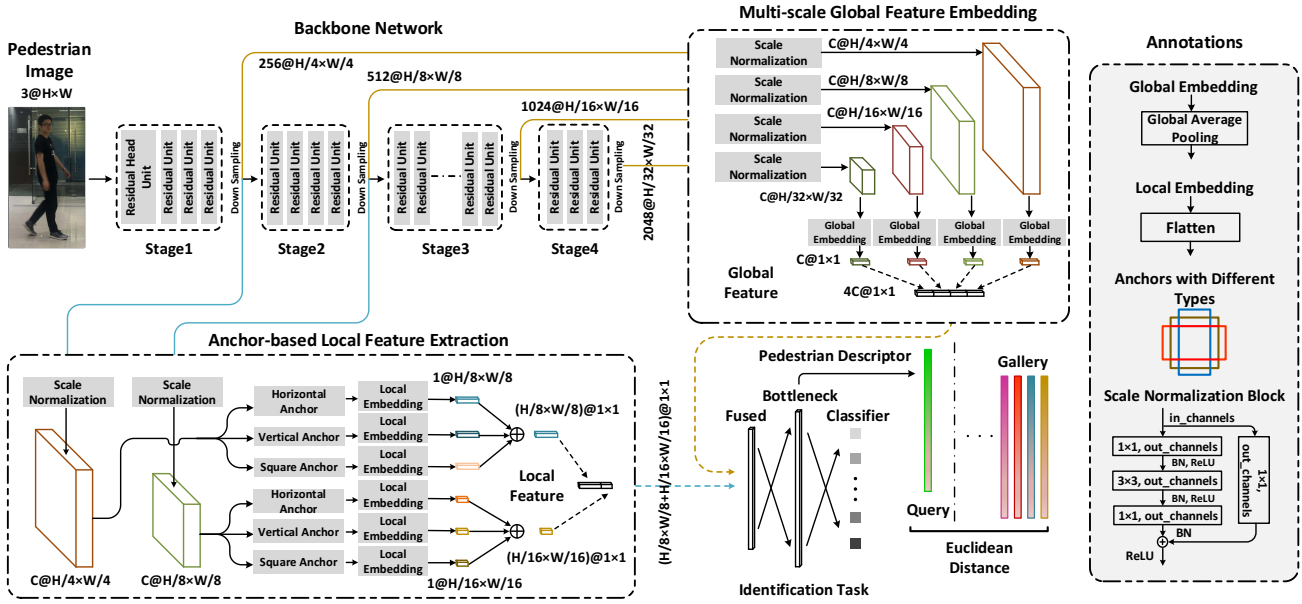 Backbone Network
Pedestrian
Image
3@H×W
256@H/4×W/4
512@H/8×W/8
1024@H/16×W/16
2048@H/32×W/32
Residual Head
Unit
Residual Unit
Residual Unit
Residual Unit
Down Sampling
Stage1
Residual Unit
Residual Unit
Residual Unit
Residual Unit
Down Sampling
Stage2
Residual Unit
Residual Unit
Residual Unit
Residual Unit
Down Sampling
Stage3
Residual Unit
Residual Unit
Residual Unit
Down Sampling
Stage4
Multi-scale Global Feature Embedding
Scale
Normalization
C@H/4×W/4
Scale
Normalization
C@H/8×W/8
Scale
Normalization
C@H/16×W/16
Scale
Normalization
C@H/32×W/32
Global
Embedding
Global
Embedding
Global
Embedding
Global
Embedding
C@1×1
Global
Feature
4C@1×1
Anchor-based Local Feature Extraction
Scale
Normalization
Scale
Normalization
C@H/4×W/4
C@H/8×W/8
Horizontal
Anchor
Vertical Anchor
Square Anchor
Horizontal
Anchor
Vertical Anchor
Square Anchor
Local
Embedding
Local
Embedding
Local
Embedding
Local
Embedding
Local
Embedding
Local
Embedding
1@H/8×W/8
(H/8×W/8)@1×1
Local
Feature
(H/16×W/16)@1×1
1@H/16×W/16
(H/8×W/8+H/16×W/16)@1×1
Pedestrian Descriptor
Bottleneck
Fused
Classifier
Identification Task
Query
Gallery
Euclidean
Distance
Annotations
Global Embedding
Global Average
Pooling
Local Embedding
Flatten
Anchors with Different
Types
Scale Normalization Block
in_channels
1×1, out_channels
BN, ReLU
3×3, out_channels
BN, ReLU
1×1, out_channels
BN
ReLU
1×1,
out_channels